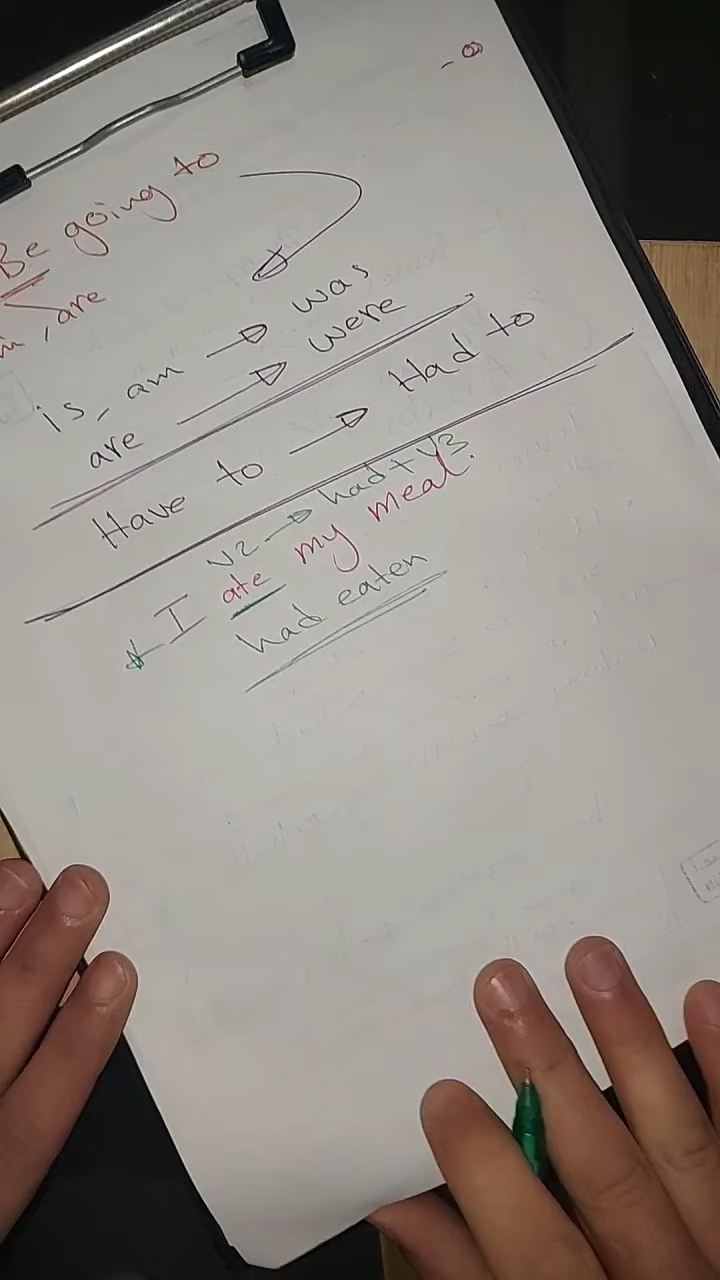 Be going to
, are
is, am → was
are → were
Have to → Had to
V2 → had + V3
* I ate my meal.
had eaten